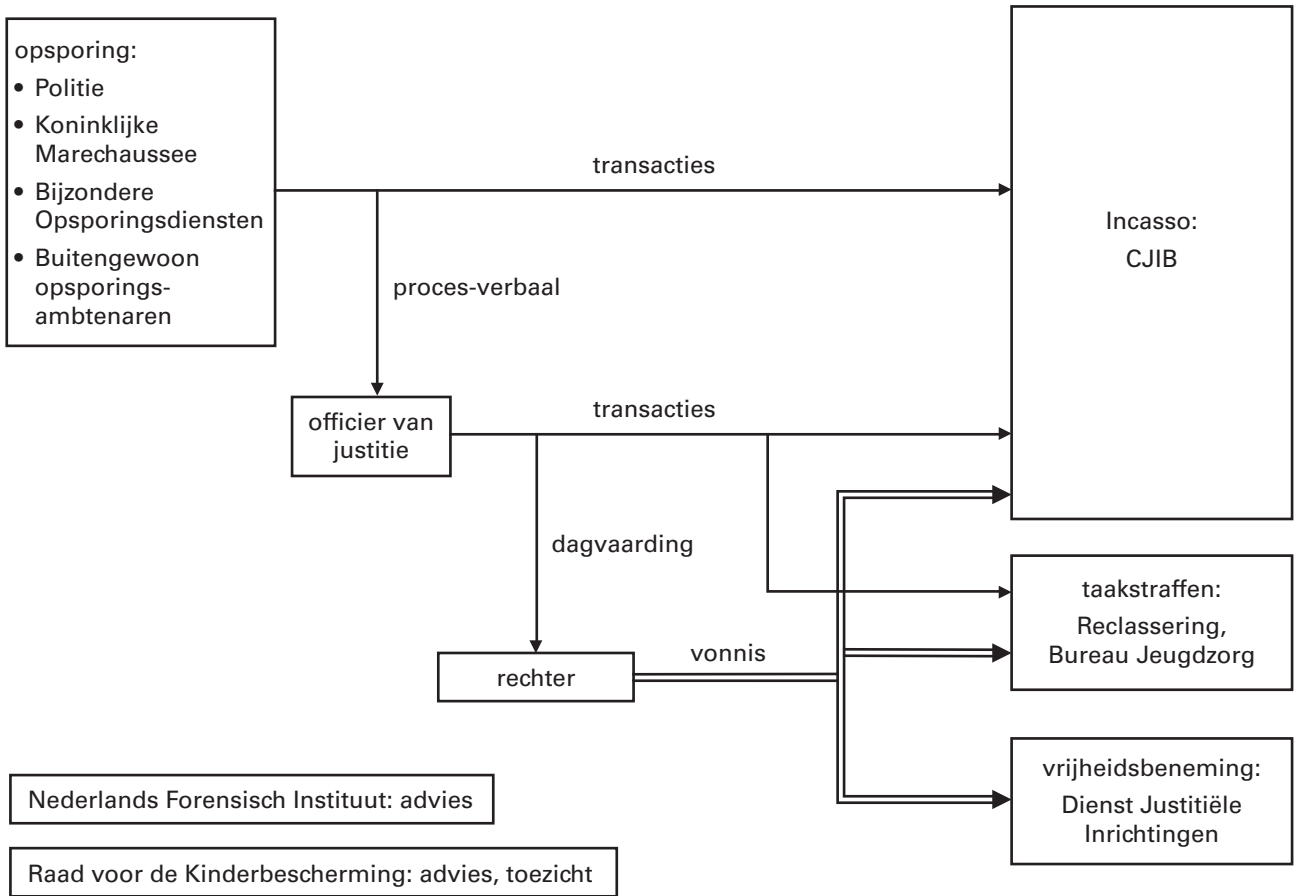 opsporing:
• Politie
• Koninklijke
Marechaussee
• Bijzondere
Opsporingsdiensten
• Buitengewoon
opsporings-
ambtenaren
transacties
Incasso:
CJIB
proces-verbaal
officier van
justitie
transacties
dagvaarding
taakstraffen:
Reclassering,
Bureau Jeugdzorg
rechter
vonnis
vrijheidsbeneming:
Dienst Justitiële
Inrichtingen
Nederlands Forensisch Instituut: advies
Raad voor de Kinderbescherming: advies, toezicht